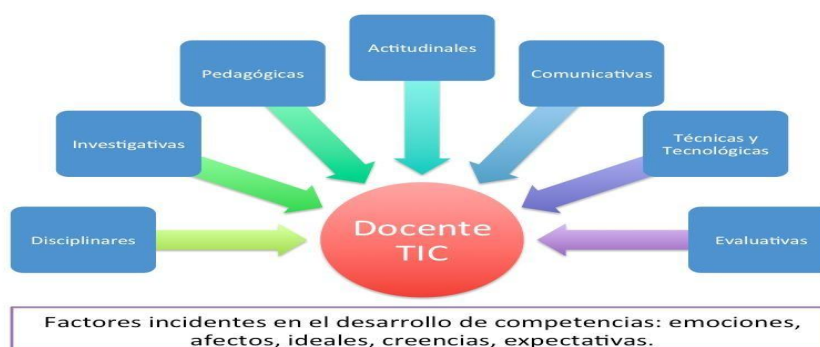 Actitudinales
Pedagógicas
Comunicativas
Investigativas
Técnicas y
Tecnológicas
Disciplinares
Docente
TIC
Evaluativas
Factores incidentes en el desarrollo de competencias: emociones,
afectos, ideales, creencias, expectativas.